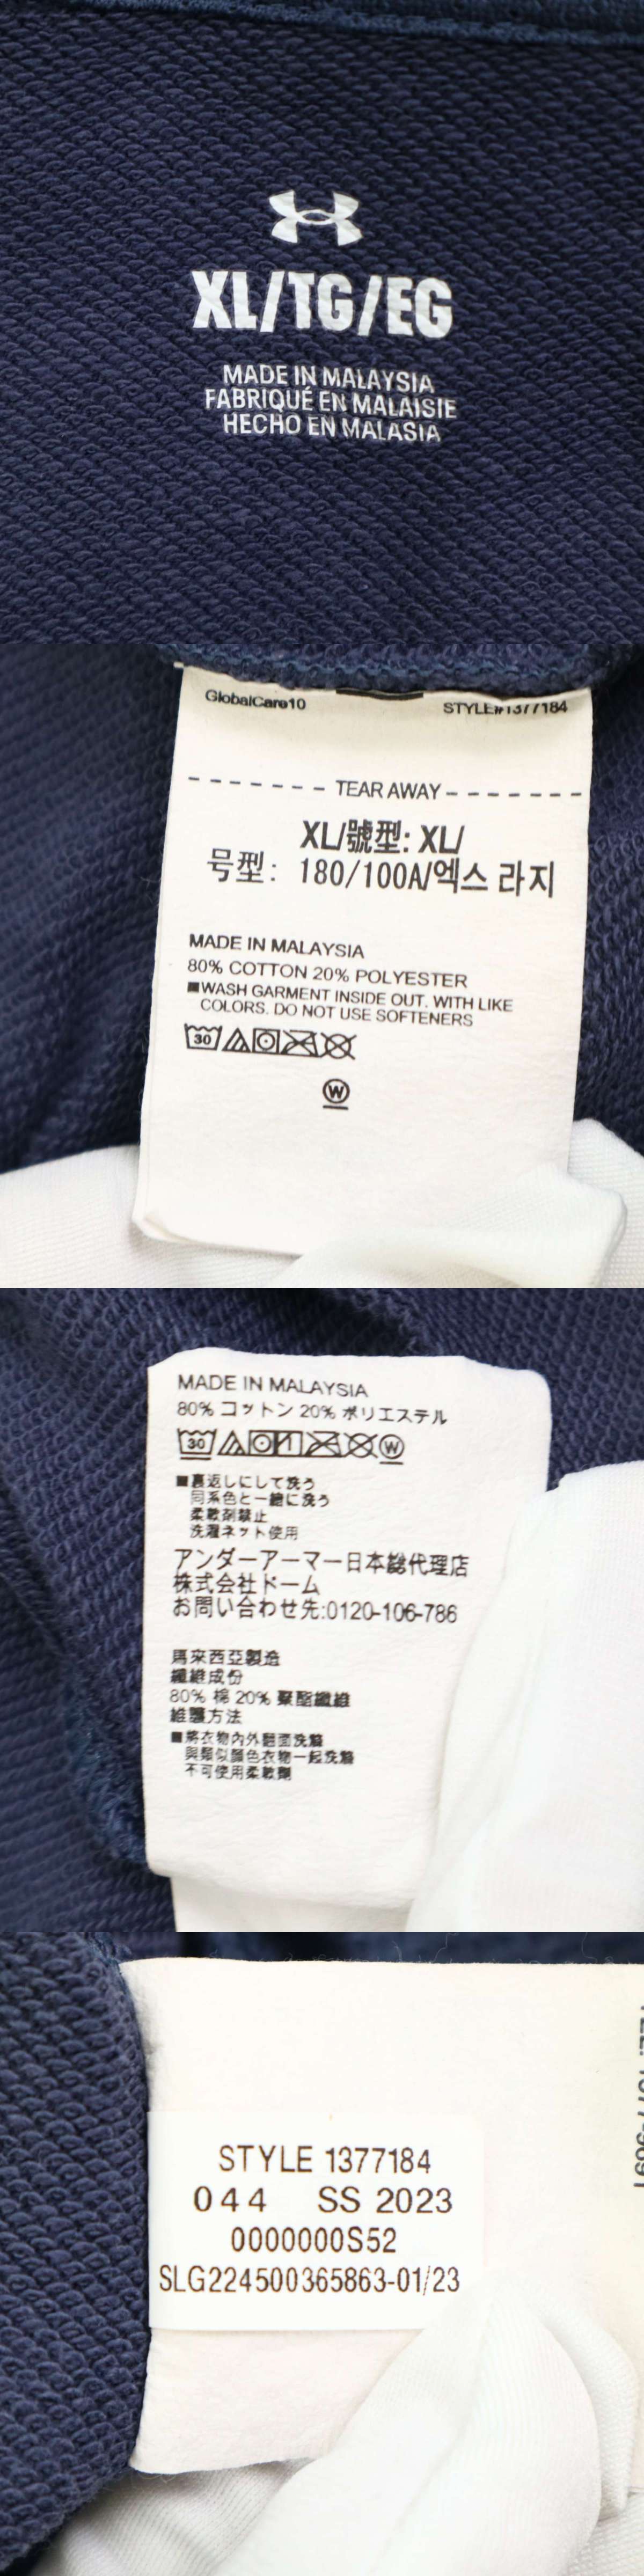 XL/TG/EG
MADE IN MALAYSIA
FABRIQUÉ EN MALAISIE
HECHO EN MALASIA
GlobalCare10
STYLE#1377184
TEAR AWAY
XL/號型: XL/
号型: 180/100A/엑스 라지
MADE IN MALAYSIA
80% COTTON 20% POLYESTER
■WASH GARMENT INSIDE OUT, WITH LIKE
COLORS. DO NOT USE SOFTENERS
30
W
MADE IN MALAYSIA
80% コットン 20% ポリエステル
30 W
■裏返しにして洗う
同系色と一緒に洗う
柔軟剤禁止
洗濯ネット使用
アンダーアーマー日本総代理店
株式会社ドーム
お問い合わせ先:0120-106-786
馬來西亞製造
纖維成份
80% 棉 20% 聚酯纖維
維護方法
■將衣物內外翻面洗滌
與類似顏色衣物一起洗滌
不可使用柔軟劑
STYLE 1377184
044 SS 2023
0000000S52
SLG224500365863-01/23